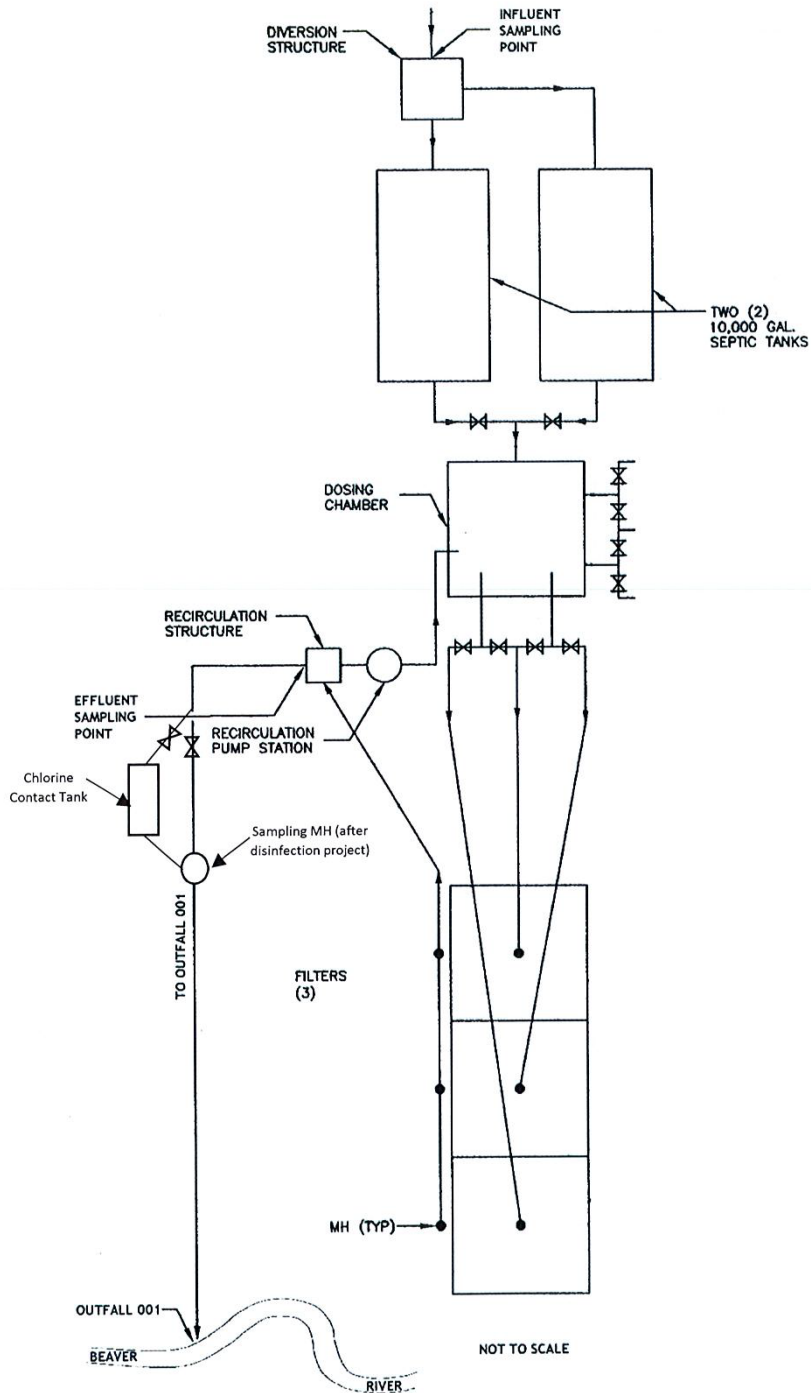 DIVERSION
STRUCTURE
INFLUENT
SAMPLING
POINT
TWO (2)
10,000 GAL.
SEPTIC TANKS
DOSING
CHAMBER
RECIRCULATION
STRUCTURE
EFFLUENT
SAMPLING
POINT
RECIRCULATION
PUMP STATION
Chlorine
Contact Tank
Sampling MH (after
disinfection project)
TO OUTFALL 001
FILTERS
(3)
MH (TYP)
OUTFALL 001
BEAVER
RIVER
NOT TO SCALE